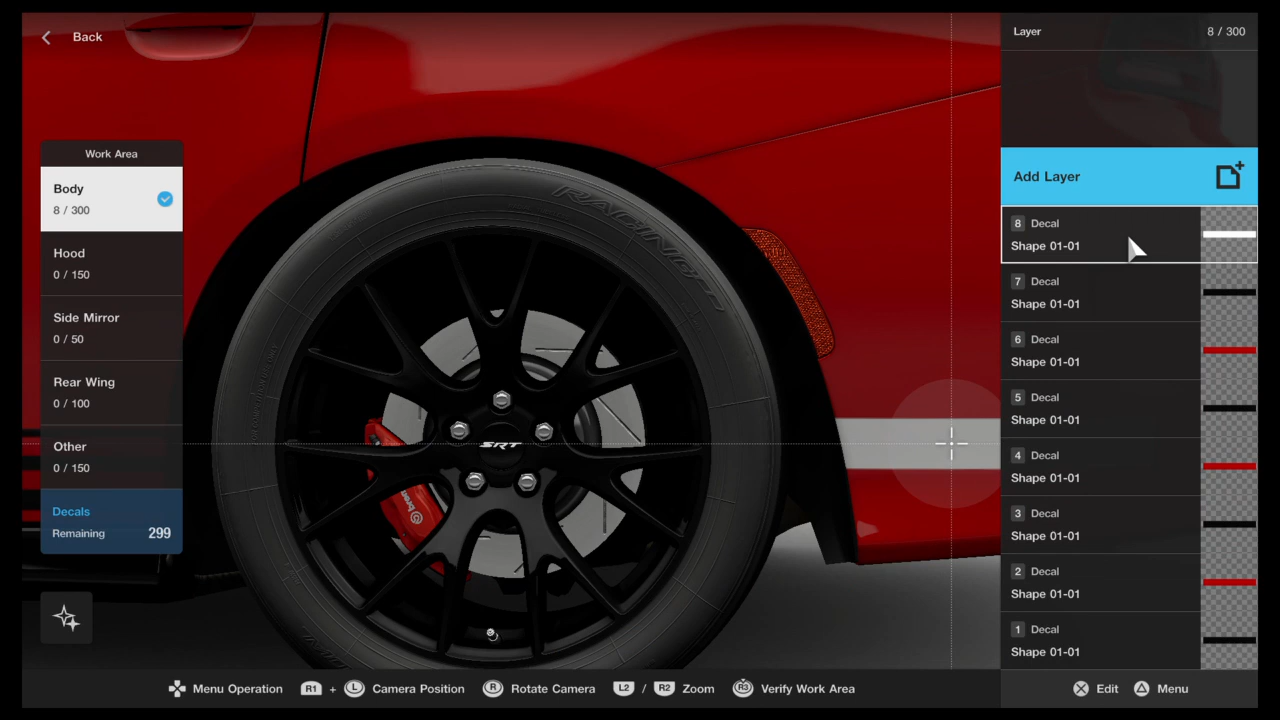 Back
Work Area
Body
8 / 300
Hood
0 / 150
Side Mirror
0 / 50
Rear Wing
0 / 100
Other
0 / 150
Decals
Remaining 299
SRT
Layer 8 / 300
Add Layer
8 Decal
Shape 01-01
7 Decal
Shape 01-01
6 Decal
Shape 01-01
5 Decal
Shape 01-01
4 Decal
Shape 01-01
3 Decal
Shape 01-01
2 Decal
Shape 01-01
1 Decal
Shape 01-01
Menu Operation R1 + L Camera Position R Rotate Camera L2 / R2 Zoom R3 Verify Work Area
Edit Menu